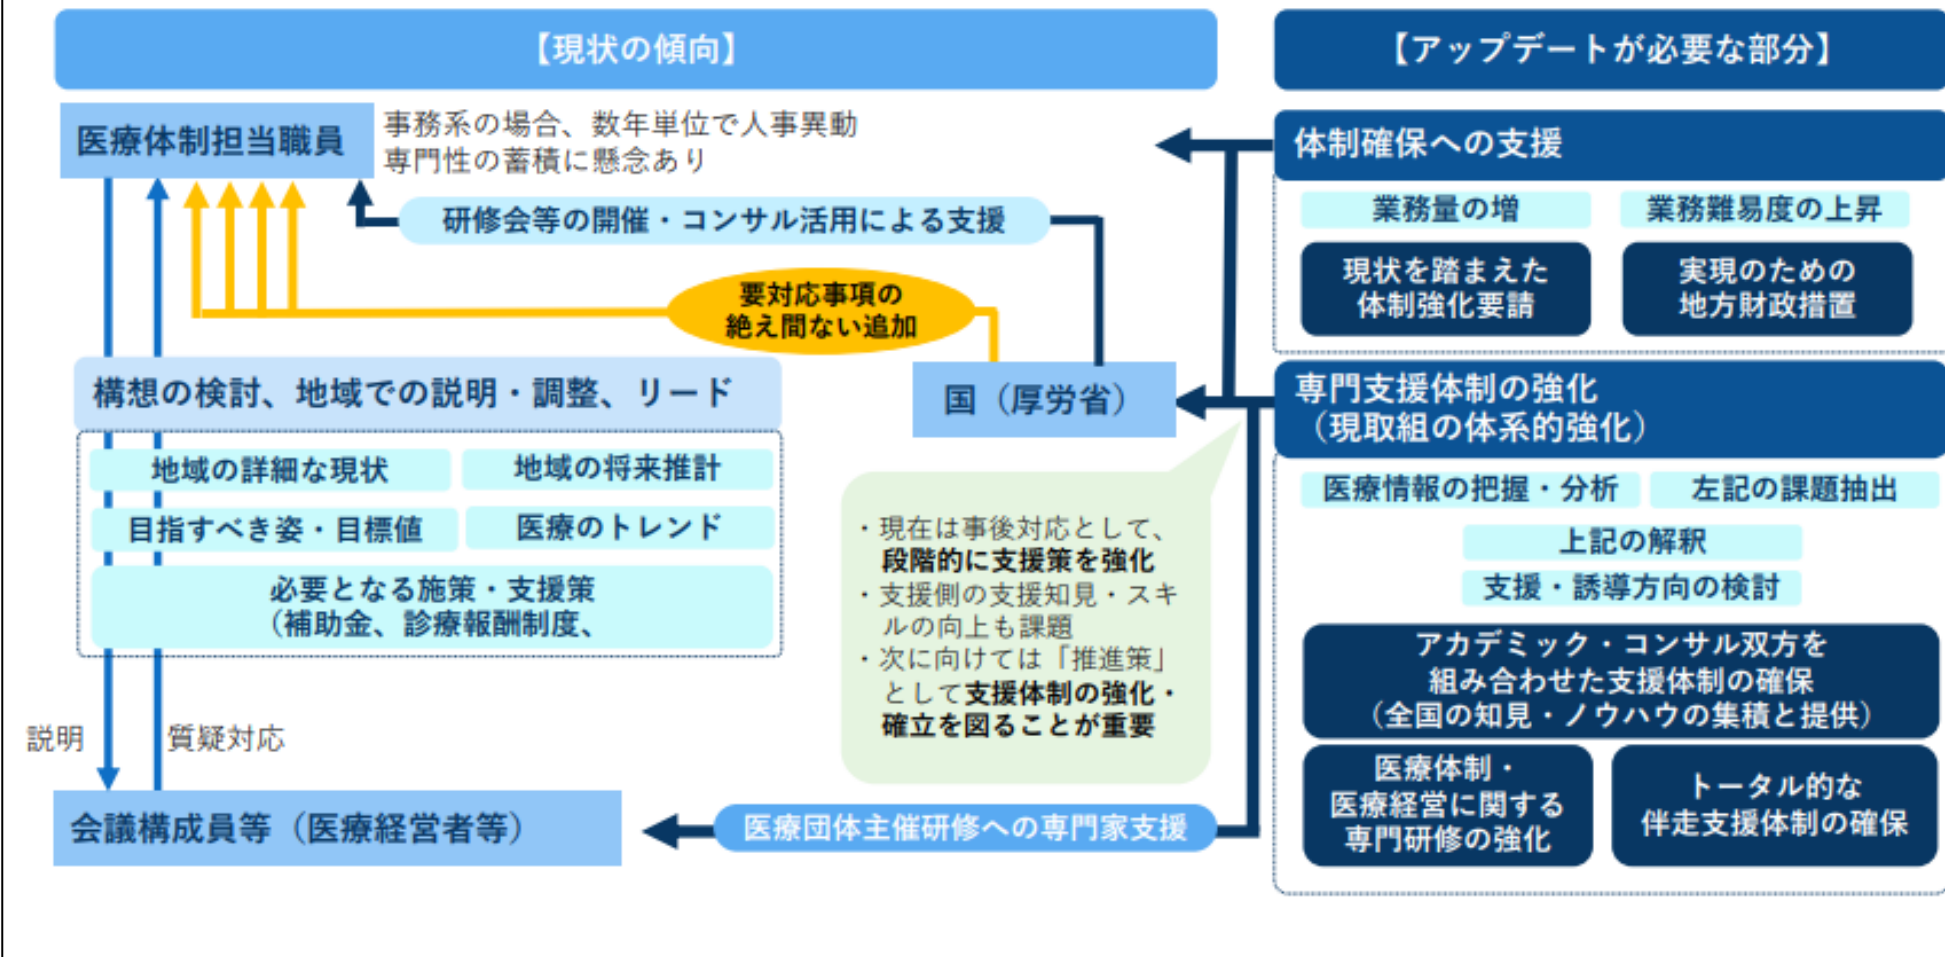 【現状の傾向】
【アップデートが必要な部分】
医療体制担当職員
事務系の場合、数年単位で人事異動
専門性の蓄積に懸念あり
研修会等の開催・コンサル活用による支援
要対応事項の
絶え間ない追加
国（厚労省）
構想の検討、地域での説明・調整、リード
地域の詳細な現状
地域の将来推計
目指すべき姿・目標値
医療のトレンド
必要となる施策・支援策
（補助金、診療報酬制度、
説明
質疑対応
会議構成員等（医療経営者等）
・現在は事後対応として、
段階的に支援策を強化
・支援側の支援知見・スキ
ルの向上も課題
・次に向けては「推進策」
として支援体制の強化・
確立を図ることが重要
医療団体主催研修への専門家支援
体制確保への支援
業務量の増
業務難易度の上昇
現状を踏まえた
体制強化要請
実現のための
地方財政措置
専門支援体制の強化
（現取組の体系的強化）
医療情報の把握・分析
左記の課題抽出
上記の解釈
支援・誘導方向の検討
アカデミック・コンサル双方を
組み合わせた支援体制の確保
（全国の知見・ノウハウの集積と提供）
医療体制・
医療経営に関する
専門研修の強化
トータル的な
伴走支援体制の確保